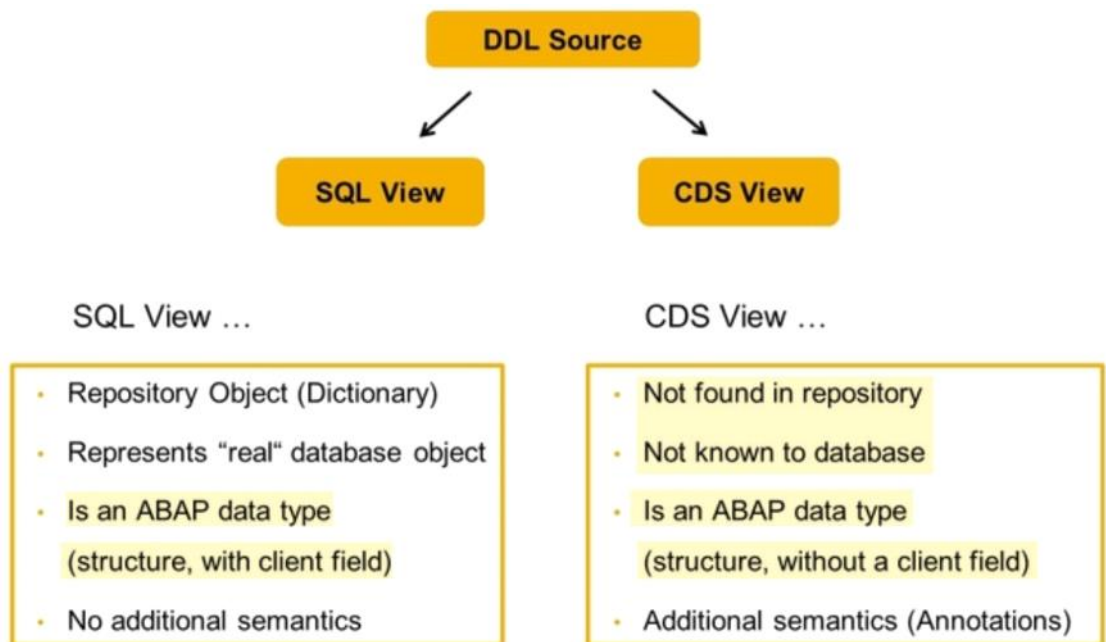 DDL Source
SQL View
CDS View
SQL View …
• Repository Object (Dictionary)
• Represents “real“ database object
• Is an ABAP data type
(structure, with client field)
• No additional semantics
CDS View …
• Not found in repository
• Not known to database
• Is an ABAP data type
(structure, without a client field)
• Additional semantics (Annotations)